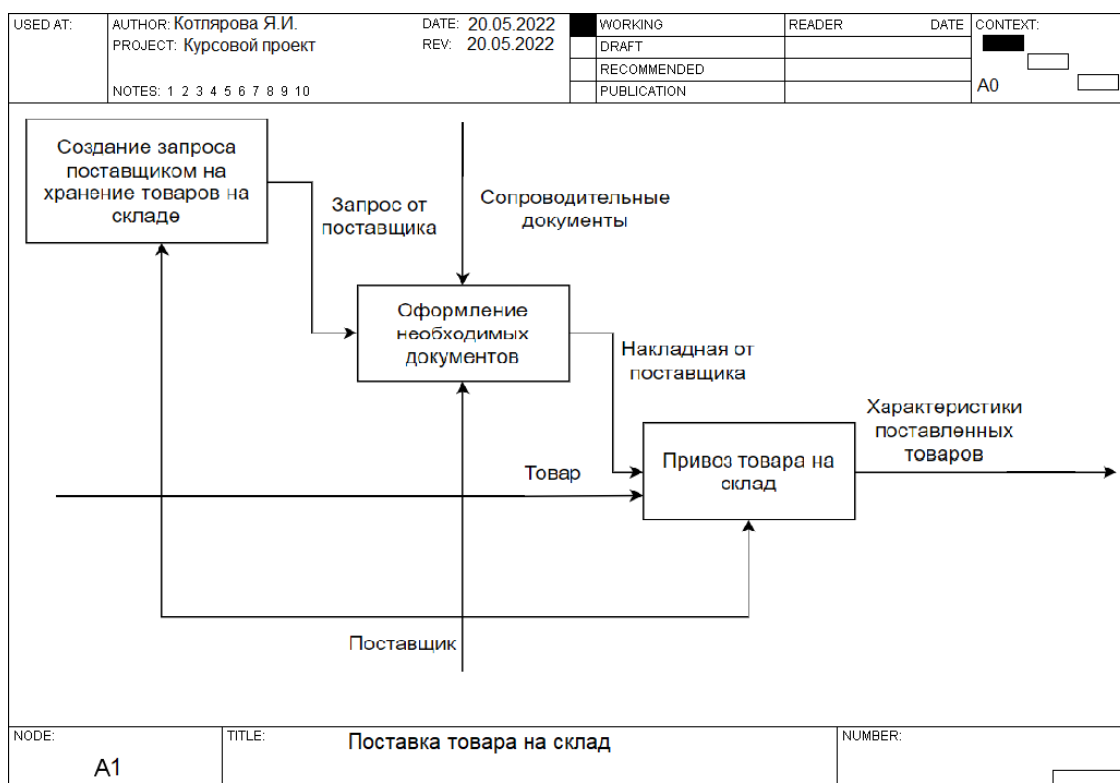 USED AT:
AUTHOR: Котлярова Я.И.
DATE: 20.05.2022
PROJECT: Курсовой проект
REV: 20.05.2022
NOTES: 1 2 3 4 5 6 7 8 9 10
WORKING
DRAFT
RECOMMENDED
PUBLICATION
READER
DATE
CONTEXT:
A0
Создание запроса
поставщиком на
хранение товаров на
складе
Запрос от
поставщика
Сопроводительные
документы
Оформление
необходимых
документов
Накладная от
поставщика
Характеристики
поставленных
товаров
Привоз товара на
склад
Товар
Поставщик
NODE:
A1
TITLE:
Поставка товара на склад
NUMBER: